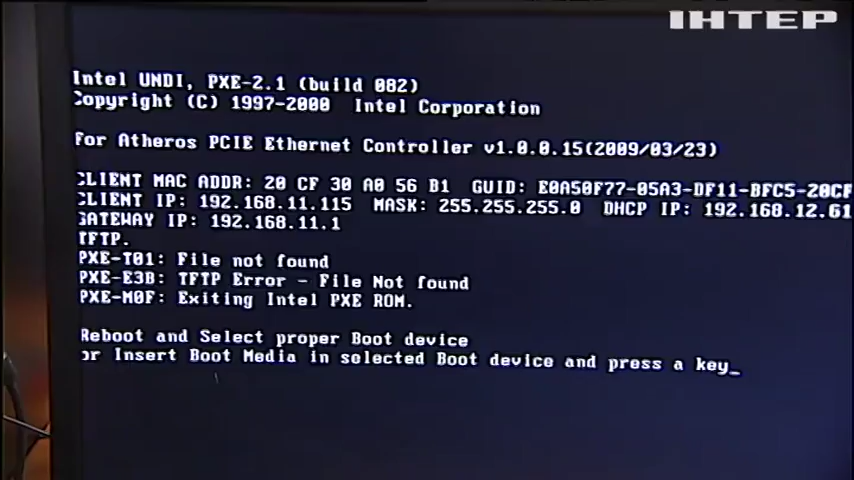 ІНТЕР
Intel UNDI, PXE-2.1 (build 082)
Copyright (C) 1997-2000 Intel Corporation
For Atheros PCIE Ethernet Controller v1.0.0.15(2009/03/23)
CLIENT MAC ADDR: 20 CF 30 A0 56 B1 GUID: E0A50F77-05A3-DF11-BFC5-20CF
CLIENT IP: 192.168.11.115 MASK: 255.255.255.0 DHCP IP: 192.168.12.61
GATEWAY IP: 192.168.11.1
TFTP.
PXE-T01: File not found
PXE-E3B: TFTP Error - File Not found
PXE-M0F: Exiting Intel PXE ROM.
Reboot and Select proper Boot device
or Insert Boot Media in selected Boot device and press a key_